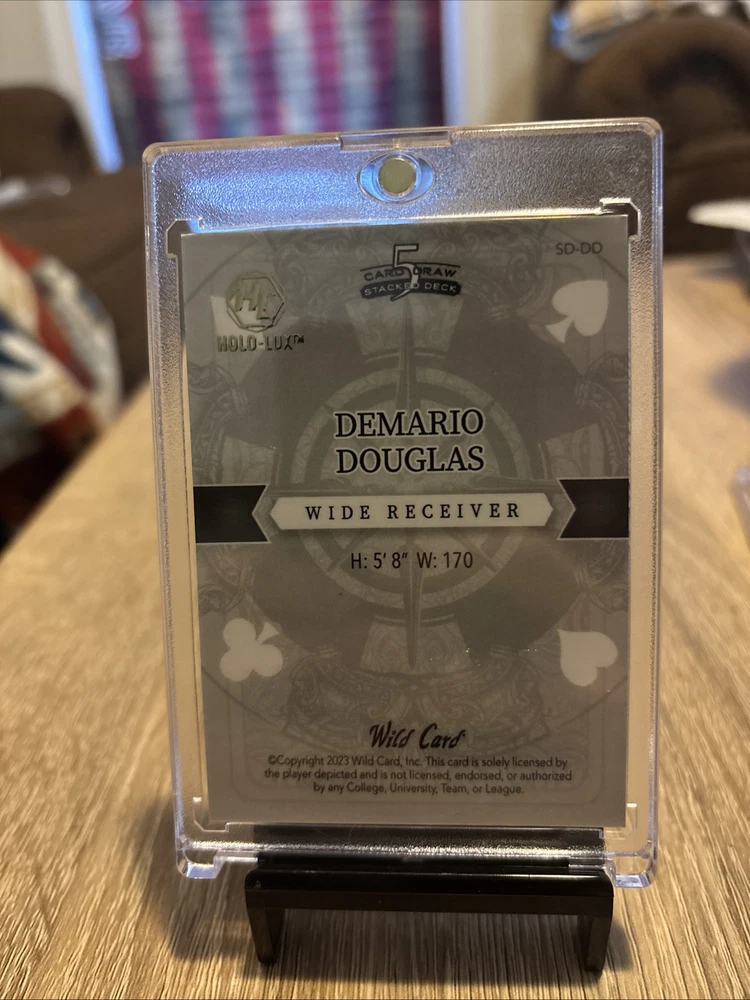 SD-DD
5
CARD DRAW
STACKED DECK
HL
HOLO-LUX™
DEMARIO
DOUGLAS
WIDE RECEIVER
H: 5' 8" W: 170
Wild Card
©Copyright 2023 Wild Card, Inc. This card is solely licensed by
the player depicted and is not licensed, endorsed, or authorized
by any College, University, Team, or League.